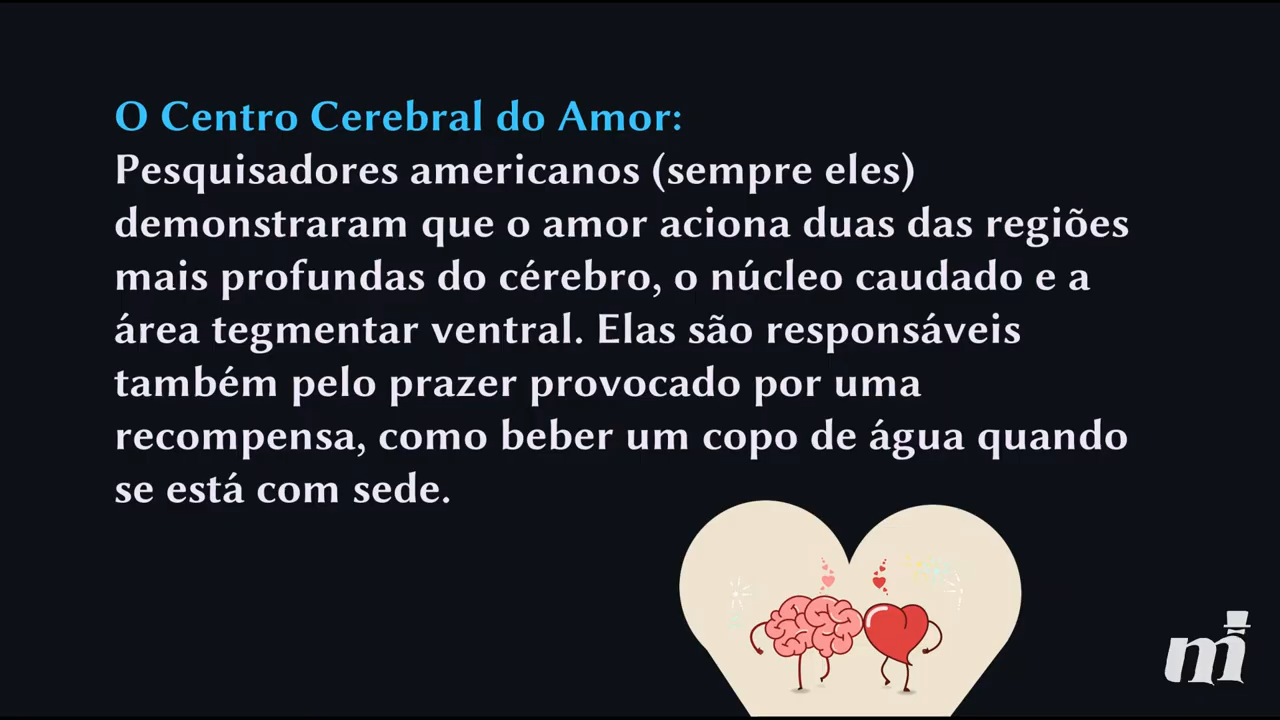 O Centro Cerebral do Amor:
Pesquisadores americanos (sempre eles)
demonstraram que o amor aciona duas das regiões
mais profundas do cérebro, o núcleo caudado e a
área tegmentar ventral. Elas são responsáveis
também pelo prazer provocado por uma
recompensa, como beber um copo de água quando
se está com sede.
mi